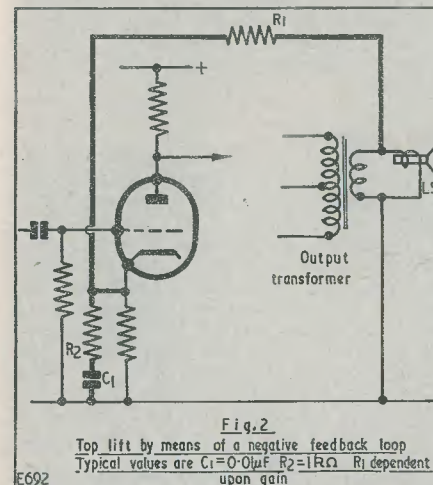 R1
+
R2
C1
LS
Output
transformer
Fig. 2
Top lift by means of a negative feedback loop
Typical values are C1=0·01μF R2=1kΩ R1 dependent
upon gain
E692